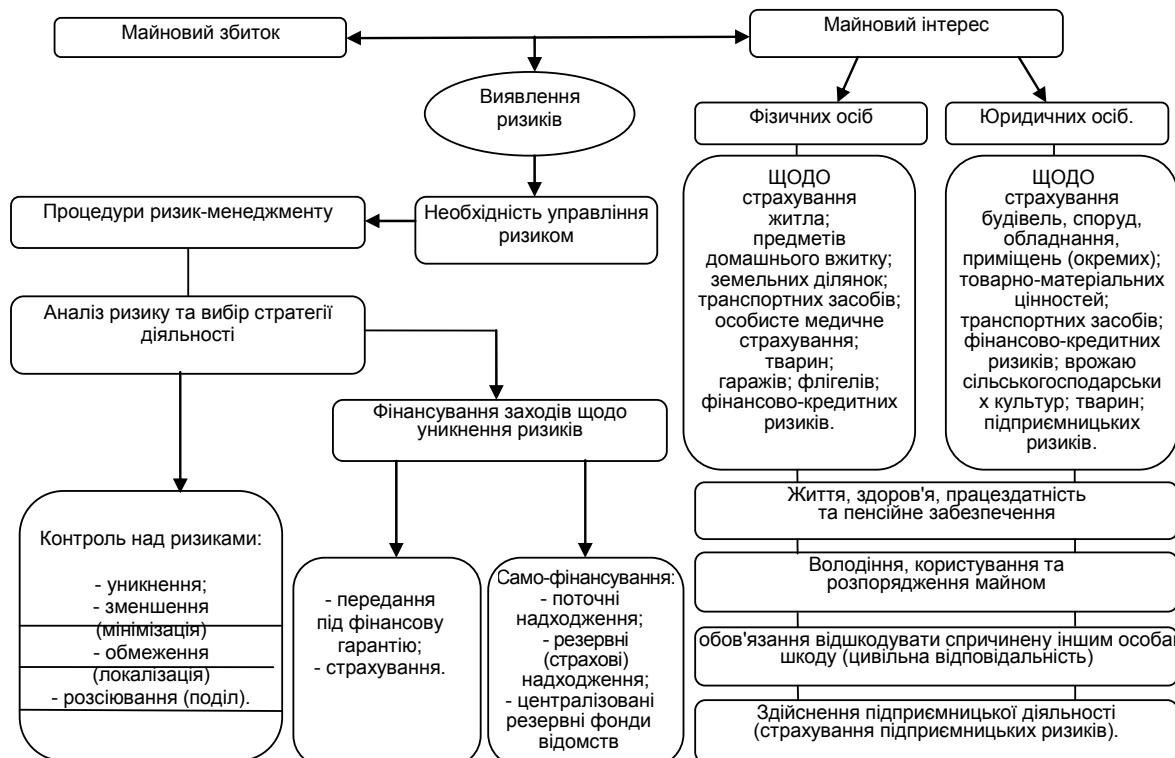 Майновий збиток
Майновий інтерес
Виявлення
ризиків
Фізичних осіб
Юридичних осіб.
Процедури ризик-менеджменту
Необхідність управління
ризиком
ЩОДО
страхування
житла;
предметів
домашнього вжитку;
земельних ділянок;
транспортних засобів;
особисте медичне
страхування;
тварин;
гаражів; флігелів;
фінансово-кредитних
ризиків.
ЩОДО
страхування
будівель, споруд,
обладнання,
приміщень (окремих);
товарно-матеріальних
цінностей;
транспортних засобів;
фінансово-кредитних
ризиків; врожаю
сільськогосподарськи
х культур; тварин;
підприємницьких
ризиків.
Аналіз ризику та вибір стратегії
діяльності
Фінансування заходів щодо
уникнення ризиків
Контроль над ризиками:
- уникнення;
- зменшення
(мінімізація)
- обмеження
(локалізація)
- розсіювання (поділ).
- передання
під фінансову
гарантію;
- страхування.
Само-фінансування:
- поточні
надходження;
- резервні
(страхові)
надходження;
- централізовані
резервні фонди
відомств
Життя, здоров'я, працездатність
та пенсійне забезпечення
Володіння, користування та
розпорядження майном
обов'язання відшкодувати спричинену іншим особам
шкоду (цивільна відповідальність)
Здійснення підприємницької діяльності
(страхування підприємницьких ризиків).